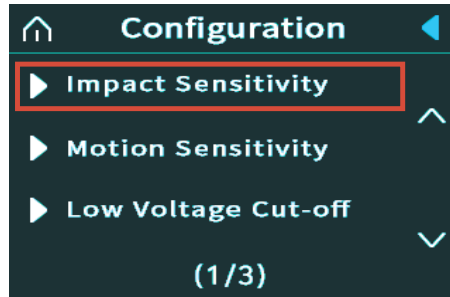 Configuration
Impact Sensitivity
Motion Sensitivity
Low Voltage Cut-off
(1/3)